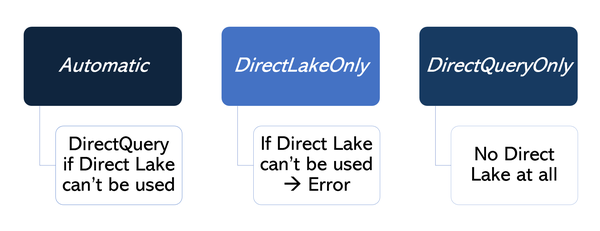 Automatic
DirectQuery
if Direct Lake
can't be used
DirectLakeOnly
If Direct Lake
can't be used
→ Error
DirectQueryOnly
No Direct
Lake at all